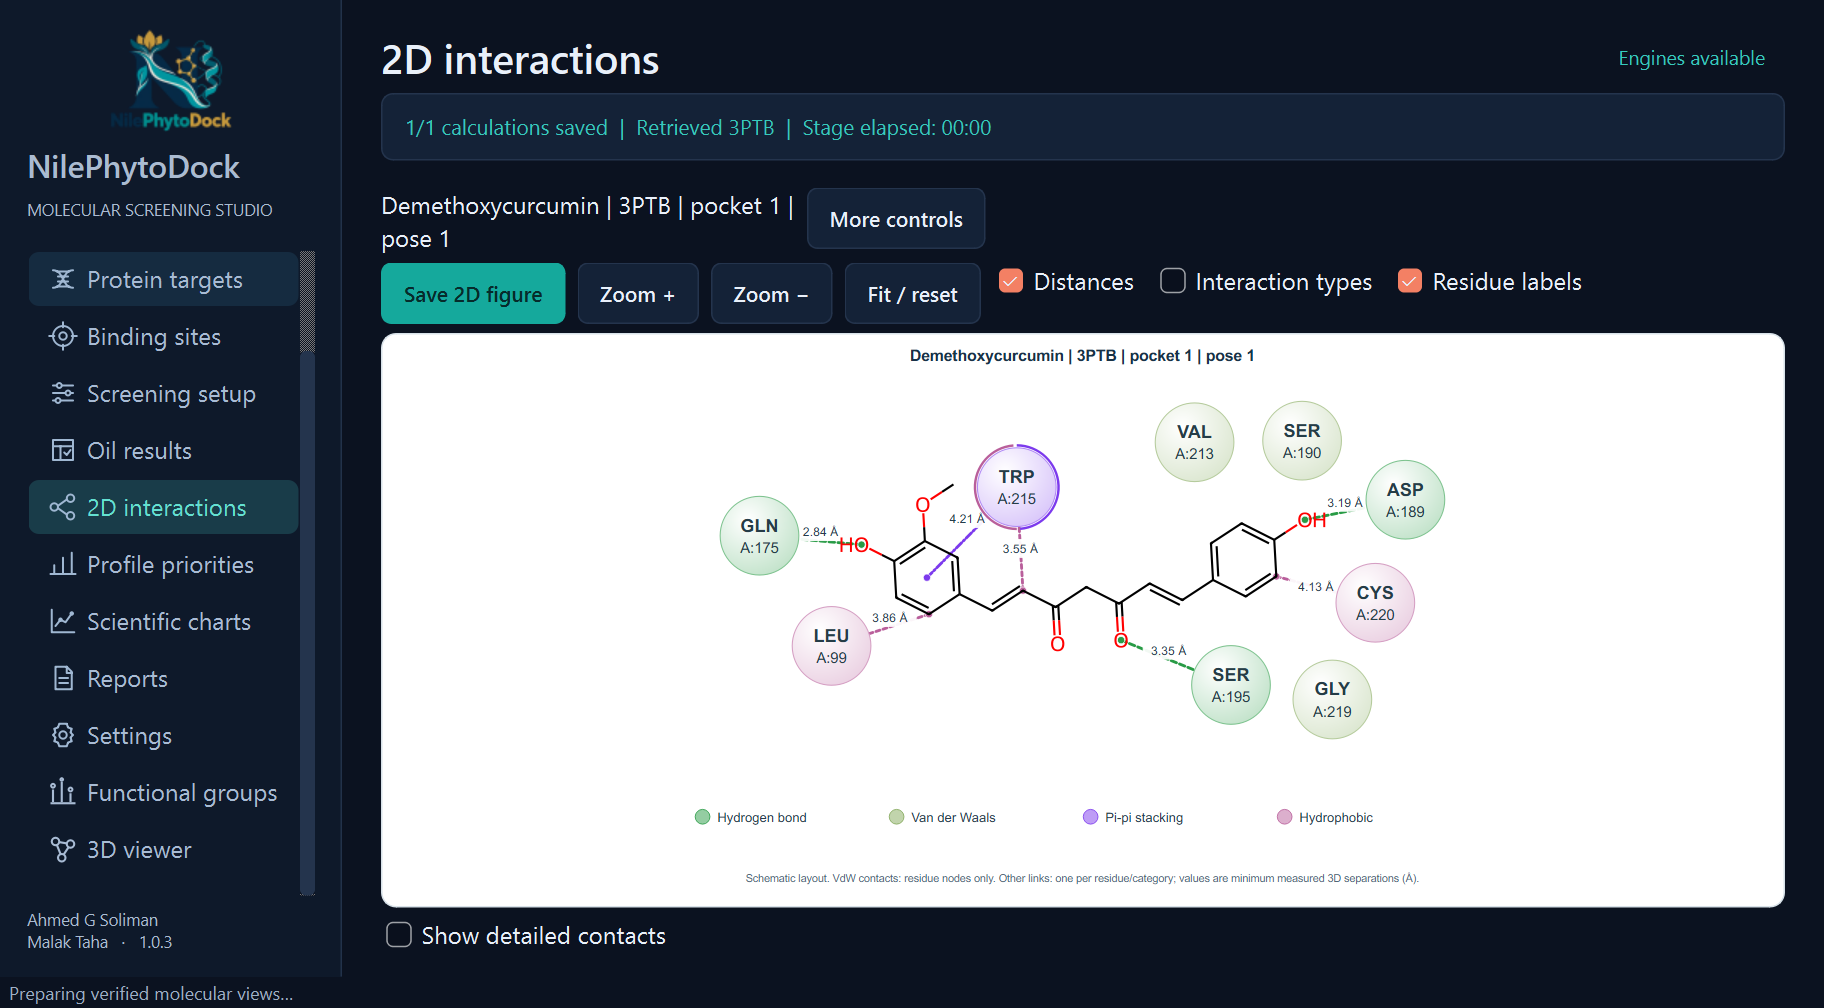 NilePhytoDock
NilePhytoDock
MOLECULAR SCREENING STUDIO
Protein targets
Binding sites
Screening setup
Oil results
2D interactions
Profile priorities
Scientific charts
Reports
Settings
Functional groups
3D viewer
Ahmed G Soliman
Malak Taha · 1.0.3
Preparing verified molecular views...
2D interactions
Engines available
1/1 calculations saved | Retrieved 3PTB | Stage elapsed: 00:00
Demethoxycurcumin | 3PTB | pocket 1 |
pose 1
More controls
Save 2D figure
Zoom +
Zoom −
Fit / reset
Distances
Interaction types
Residue labels
Demethoxycurcumin | 3PTB | pocket 1 | pose 1
VAL
A:213
SER
A:190
TRP
A:215
ASP
A:189
GLN
A:175
LEU
A:99
CYS
A:220
SER
A:195
GLY
A:219
2.84 Å
4.21 Å
3.55 Å
3.86 Å
3.19 Å
4.13 Å
3.35 Å
HO
O
O
O
OH
Hydrogen bond
Van der Waals
Pi-pi stacking
Hydrophobic
Schematic layout. VdW contacts: residue nodes only. Other links: one per residue/category; values are minimum measured 3D separations (Å).
Show detailed contacts